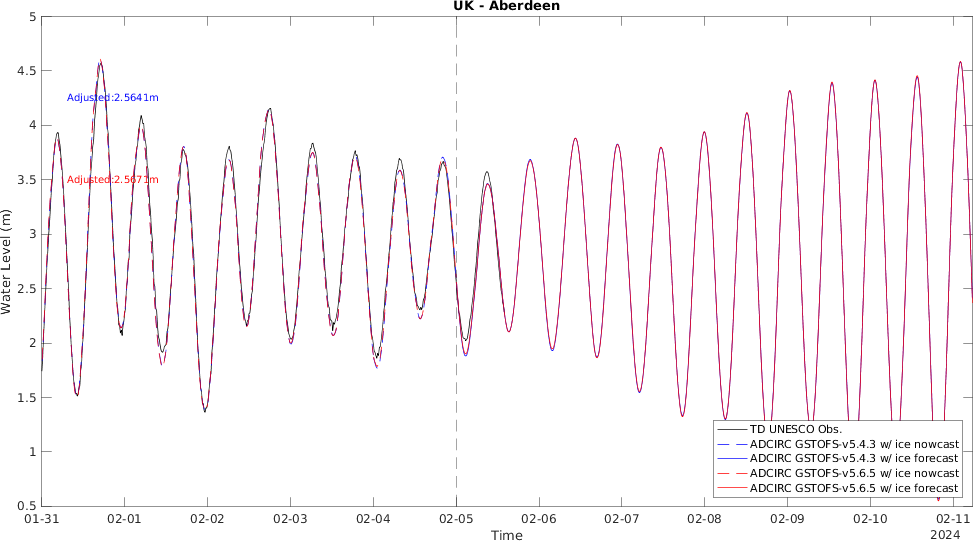 UK - Aberdeen
5
4.5
4
3.5
3
2.5
2
1.5
1
0.5
Water Level (m)
Adjusted:2.5641m
Adjusted:2.5671m
TD UNESCO Obs.
ADCIRC GSTOFS-v5.4.3 w/ ice nowcast
ADCIRC GSTOFS-v5.4.3 w/ ice forecast
ADCIRC GSTOFS-v5.6.5 w/ ice nowcast
ADCIRC GSTOFS-v5.6.5 w/ ice forecast
01-31 02-01 02-02 02-03 02-04 02-05 02-06 02-07 02-08 02-09 02-10 02-11
Time
2024